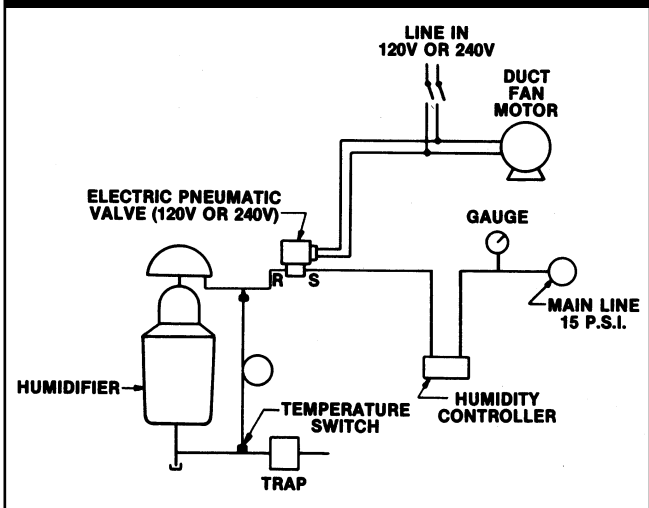 LINE IN
120V OR 240V
DUCT
FAN
MOTOR
ELECTRIC PNEUMATIC
VALVE (120V OR 240V)
GAUGE
R
S
MAIN LINE
15 P.S.I.
HUMIDIFIER
HUMIDITY
CONTROLLER
TEMPERATURE
SWITCH
TRAP